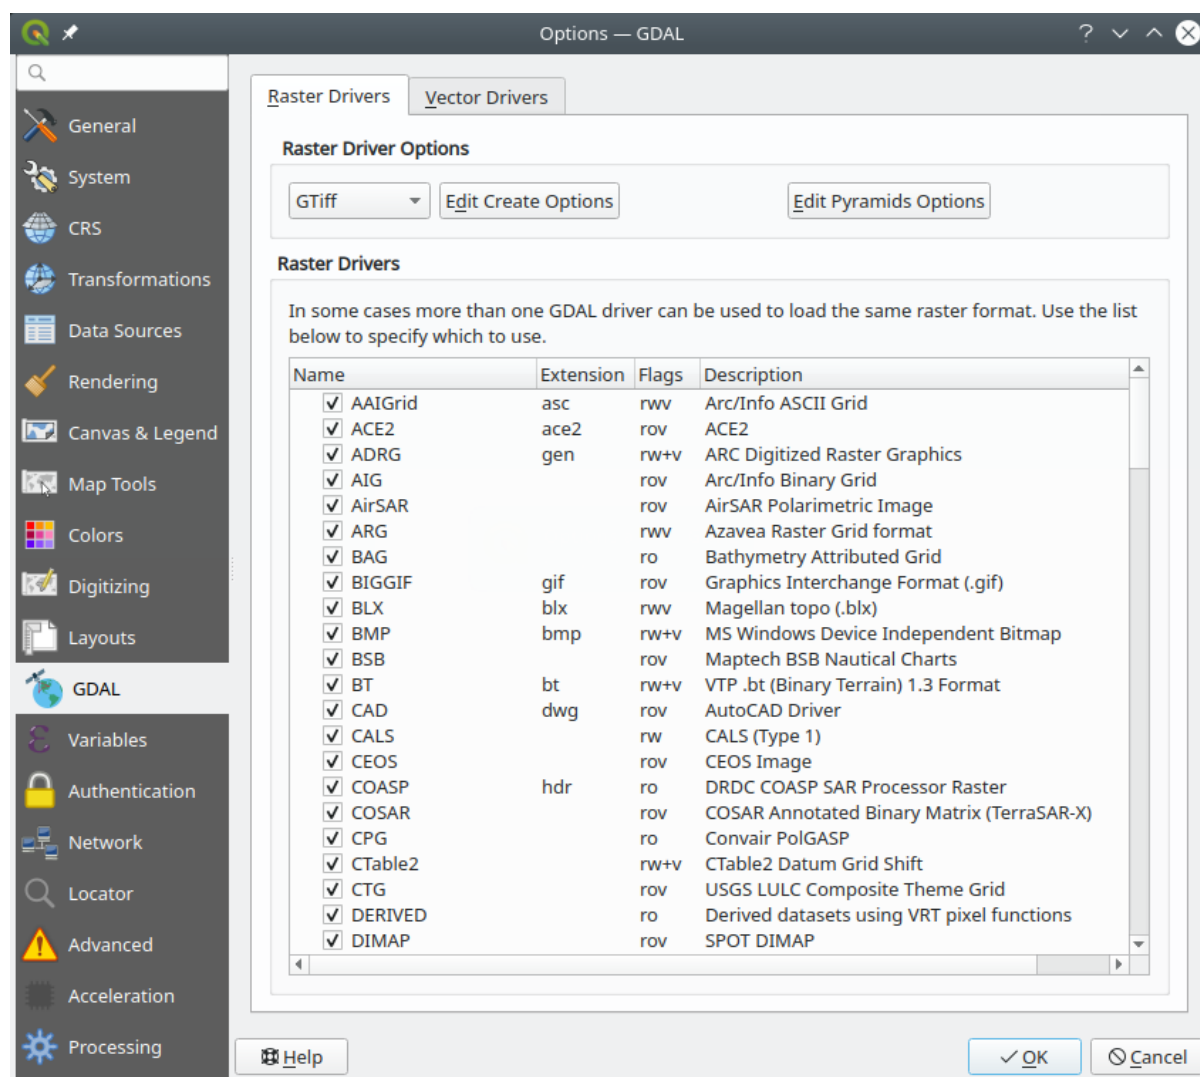 Options — GDAL
General
System
CRS
Transformations
Data Sources
Rendering
Canvas & Legend
Map Tools
Colors
Digitizing
Layouts
GDAL
Variables
Authentication
Network
Locator
Advanced
Acceleration
Processing
Raster Drivers Vector Drivers
Raster Driver Options
GTiff Edit Create Options Edit Pyramids Options
Raster Drivers
In some cases more than one GDAL driver can be used to load the same raster format. Use the list
below to specify which to use.
Name Extension Flags Description
AAIGrid asc rwv Arc/Info ASCII Grid
ACE2 ace2 rov ACE2
ADRG gen rw+v ARC Digitized Raster Graphics
AIG rov Arc/Info Binary Grid
AirSAR rov AirSAR Polarimetric Image
ARG rwv Azavea Raster Grid format
BAG ro Bathymetry Attributed Grid
BIGGIF gif rov Graphics Interchange Format (.gif)
BLX blx rwv Magellan topo (.blx)
BMP bmp rw+v MS Windows Device Independent Bitmap
BSB rov Maptech BSB Nautical Charts
BT bt rw+v VTP .bt (Binary Terrain) 1.3 Format
CAD dwg rov AutoCAD Driver
CALS rw CALS (Type 1)
CEOS rov CEOS Image
COASP hdr ro DRDC COASP SAR Processor Raster
COSAR rov COSAR Annotated Binary Matrix (TerraSAR-X)
CPG ro Convair PolGASP
CTable2 rw+v CTable2 Datum Grid Shift
CTG rov USGS LULC Composite Theme Grid
DERIVED ro Derived datasets using VRT pixel functions
DIMAP rov SPOT DIMAP
Help OK Cancel